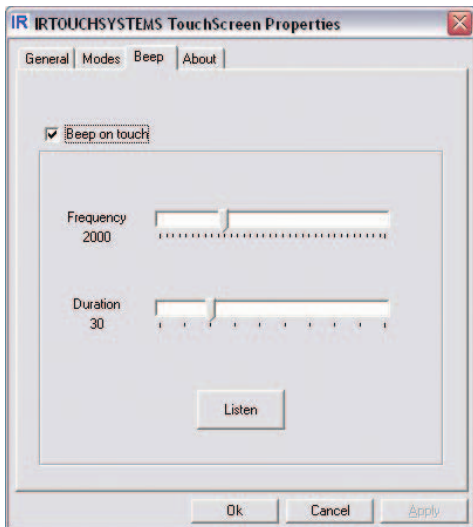 IR IRTOUCHSYSTEMS TouchScreen Properties
General Modes Beep About
Beep on touch
Frequency
2000
Duration
30
Listen
Ok Cancel Apply